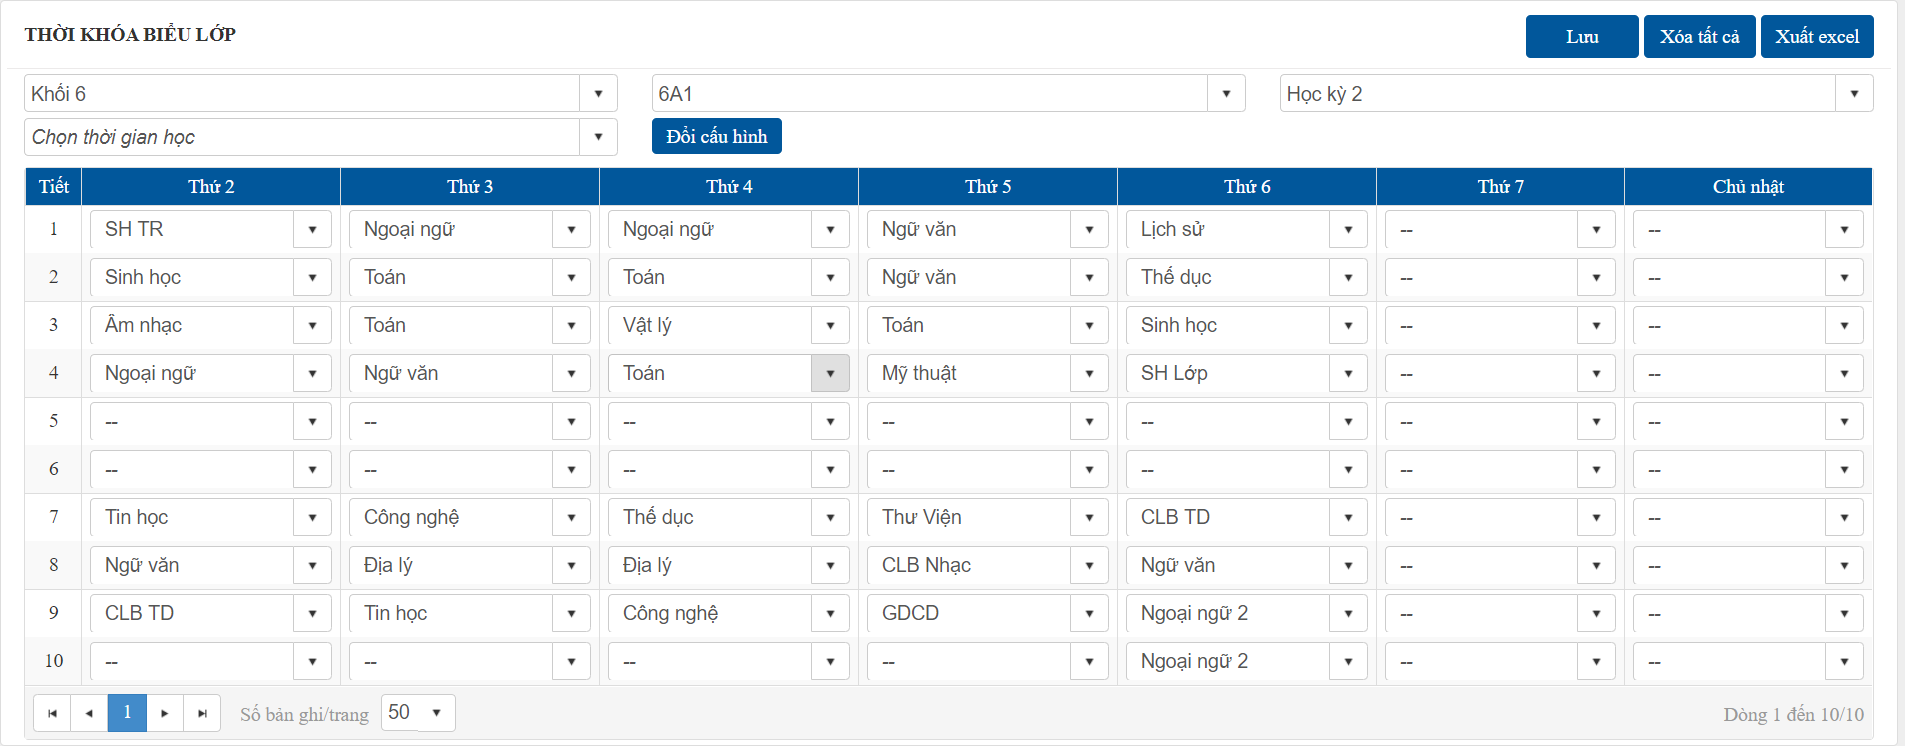 THỜI KHÓA BIỂU LỚP Lưu Xóa tất cả Xuất excel
Khối 6 6A1 Học kỳ 2
Chọn thời gian học Đổi cấu hình
Tiết Thứ 2 Thứ 3 Thứ 4 Thứ 5 Thứ 6 Thứ 7 Chủ nhật
1 SH TR Ngoại ngữ Ngoại ngữ Ngữ văn Lịch sử -- --
2 Sinh học Toán Toán Ngữ văn Thể dục -- --
3 Âm nhạc Toán Vật lý Toán Sinh học -- --
4 Ngoại ngữ Ngữ văn Toán Mỹ thuật SH Lớp -- --
5 -- -- -- -- -- -- --
6 -- -- -- -- -- -- --
7 Tin học Công nghệ Thể dục Thư Viện CLB TD -- --
8 Ngữ văn Địa lý Địa lý CLB Nhạc Ngữ văn -- --
9 CLB TD Tin học Công nghệ GDCD Ngoại ngữ 2 -- --
10 -- -- -- -- Ngoại ngữ 2 -- --
1 Số bản ghi/trang 50 Dòng 1 đến 10/10